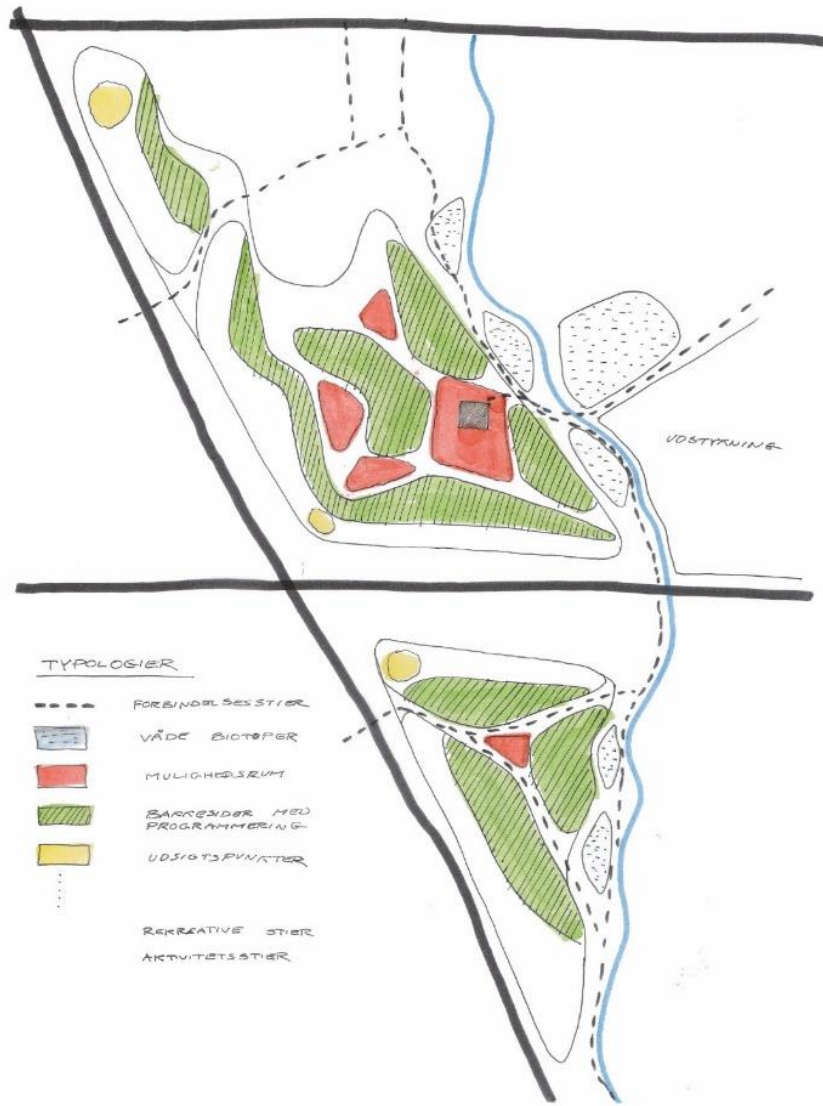 UDSTYKNING
TYPOLOGIER
FORBINDELSESSTIER
VÅDE BIOTOPER
MULIGHEDSRUM
BAKKESIDER MED
PROGRAMMERING
UDSIGTSPUNKTER
REKREATIVE STIER
AKTIVITETSSTIER